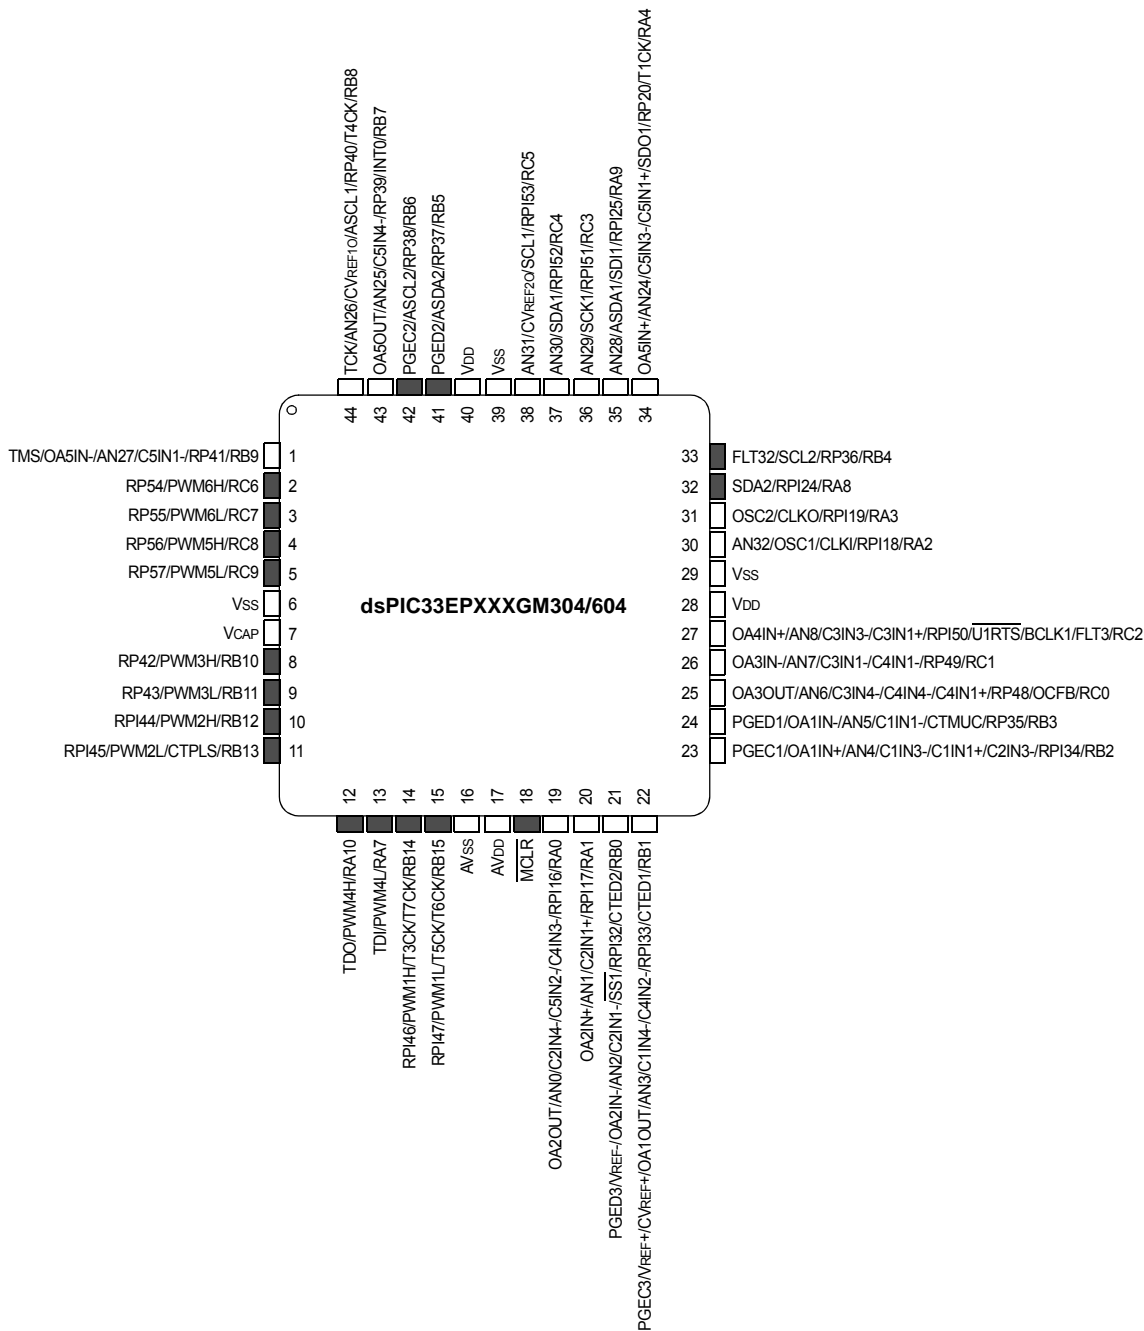 TCK/AN26/CVREF1O/ASCL1/RP40/T4CK/RB8
OA5OUT/AN25/C5IN4-/RP39/INT0/RB7
PGEC2/ASCL2/RP38/RB6
PGED2/ASDA2/RP37/RB5
VDD
VSS
AN31/CVREF2O/SCL1/RPI53/RC5
AN30/SDA1/RPI52/RC4
AN29/SCK1/RPI51/RC3
AN28/ASDA1/SDI1/RPI25/RA9
OA5IN+/AN24/C5IN3-/C5IN1+/SDO1/RP20/T1CK/RA4
44 43 42 41 40 39 38 37 36 35 34
TMS/OA5IN-/AN27/C5IN1-/RP41/RB9 1
RP54/PWM6H/RC6 2
RP55/PWM6L/RC7 3
RP56/PWM5H/RC8 4
RP57/PWM5L/RC9 5
VSS 6
VCAP 7
RP42/PWM3H/RB10 8
RP43/PWM3L/RB11 9
RPI44/PWM2H/RB12 10
RPI45/PWM2L/CTPLS/RB13 11
dsPIC33EPXXXGM304/604
33 FLT32/SCL2/RP36/RB4
32 SDA2/RPI24/RA8
31 OSC2/CLKO/RPI19/RA3
30 AN32/OSC1/CLKI/RPI18/RA2
29 VSS
28 VDD
27 OA4IN+/AN8/C3IN3-/C3IN1+/RPI50/U1RTS/BCLK1/FLT3/RC2
26 OA3IN-/AN7/C3IN1-/C4IN1-/RP49/RC1
25 OA3OUT/AN6/C3IN4-/C4IN4-/C4IN1+/RP48/OCFB/RC0
24 PGED1/OA1IN-/AN5/C1IN1-/CTMUC/RP35/RB3
23 PGEC1/OA1IN+/AN4/C1IN3-/C1IN1+/C2IN3-/RPI34/RB2
12 13 14 15 16 17 18 19 20 21 22
TDO/PWM4H/RA10
TDI/PWM4L/RA7
RPI46/PWM1H/T3CK/T7CK/RB14
RPI47/PWM1L/T5CK/T6CK/RB15
AVSS
AVDD
MCLR
OA2OUT/AN0/C2IN4-/C5IN2-/C4IN3-/RPI16/RA0
OA2IN+/AN1/C2IN1+/RPI17/RA1
PGED3/VREF-/OA2IN-/AN2/C2IN1-/SS1/RPI32/CTED2/RB0
PGEC3/VREF+/CVREF+/OA1OUT/AN3/C1IN4-/C4IN2-/RPI33/CTED1/RB1